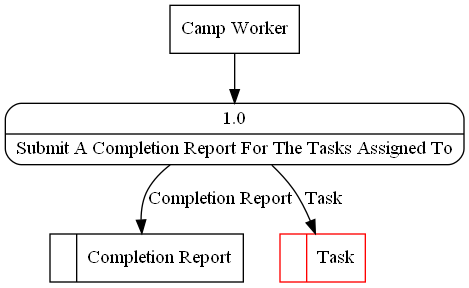 Camp Worker
1.0
Submit A Completion Report For The Tasks Assigned To
Completion Report
Task
Completion Report
Task